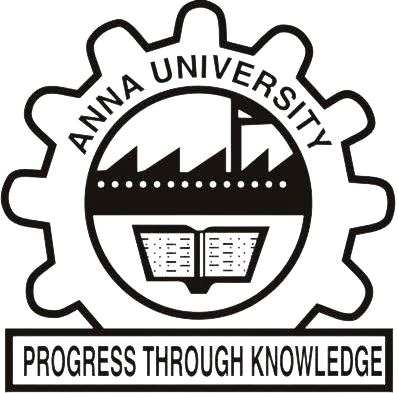 ANNA UNIVERSITY
PROGRESS THROUGH KNOWLEDGE